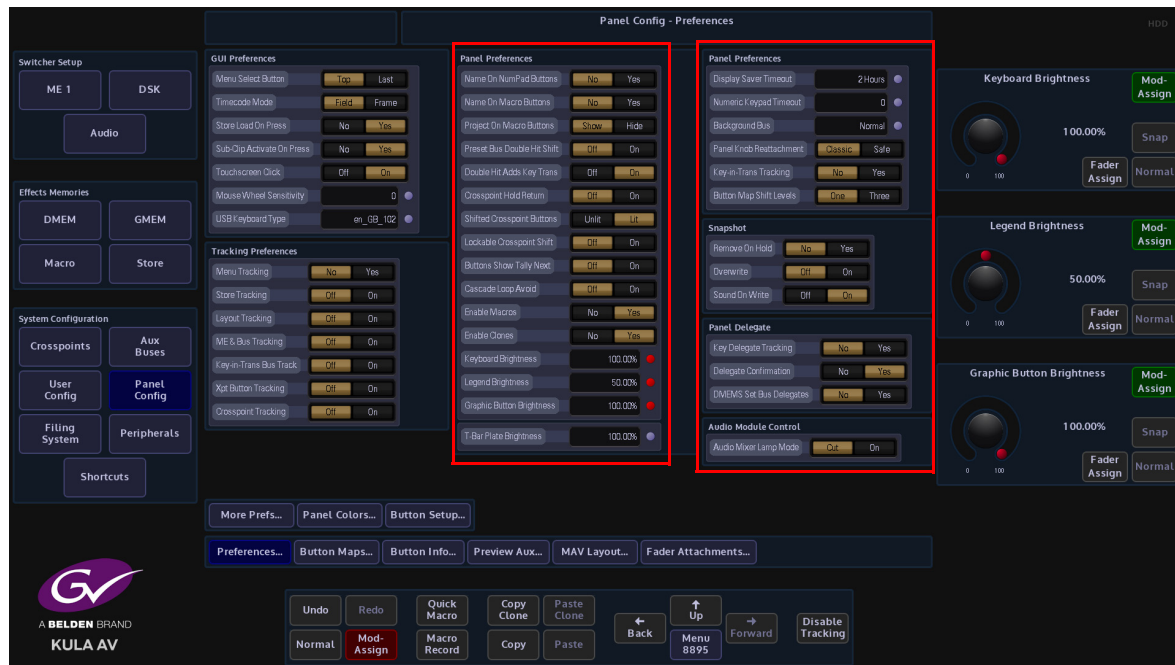 Panel Config - Preferences
HDD
Switcher Setup
ME 1
DSK
Audio
Effects Memories
DMEM
GMEM
Macro
Store
System Configuration
Crosspoints
Aux
Buses
User
Config
Panel
Config
Filing
System
Peripherals
Shortcuts
GUI Preferences
Menu Select Button Top Last
Timecode Mode Field Frame
Store Load On Press No Yes
Sub-Clip Activate On Press No Yes
Touchscreen Click Off On
Mouse Wheel Sensitivity 0
USB Keyboard Type en_GB_102
Tracking Preferences
Menu Tracking No Yes
Store Tracking Off On
Layout Tracking Off On
ME & Bus Tracking Off On
Key-in-Trans Bus Track Off On
Xpt Button Tracking Off On
Crosspoint Tracking Off On
Panel Preferences
Name On NumPad Buttons No Yes
Name On Macro Buttons No Yes
Project On Macro Buttons Show Hide
Preset Bus Double Hit Shift Off On
Double Hit Adds Key Trans Off On
Crosspoint Hold Return Off On
Shifted Crosspoint Buttons Unlit Lit
Lockable Crosspoint Shift Off On
Buttons Show Tally Next Off On
Cascade Loop Avoid Off On
Enable Macros No Yes
Enable Clones No Yes
Keyboard Brightness 100.00%
Legend Brightness 50.00%
Graphic Button Brightness 100.00%
T-Bar Plate Brightness 100.00%
Panel Preferences
Display Saver Timeout 2 Hours
Numeric Keypad Timeout 0
Background Bus Normal
Panel Knob Reattachment Classic Safe
Key-in-Trans Tracking No Yes
Button Map Shift Levels One Three
Snapshot
Remove On Hold No Yes
Overwrite Off On
Sound On Write Off On
Panel Delegate
Key Delegate Tracking No Yes
Delegate Confirmation No Yes
DMEMS Set Bus Delegates No Yes
Audio Module Control
Audio Mixer Lamp Mode Cut On
Keyboard Brightness
Mod-
Assign
100.00%
Snap
0 100
Fader
Assign
Normal
Legend Brightness
Mod-
Assign
50.00%
Snap
0 100
Fader
Assign
Normal
Graphic Button Brightness
Mod-
Assign
100.00%
Snap
0 100
Fader
Assign
Normal
More Prefs... Panel Colors... Button Setup...
Preferences... Button Maps... Button Info... Preview Aux... MAV Layout... Fader Attachments...
GV
A BELDEN BRAND
KULA AV
Undo
Redo
Quick
Macro
Copy
Clone
Paste
Clone
Normal
Mod-
Assign
Macro
Record
Copy
Paste
Back
Up
Menu
8895
Forward
Disable
Tracking